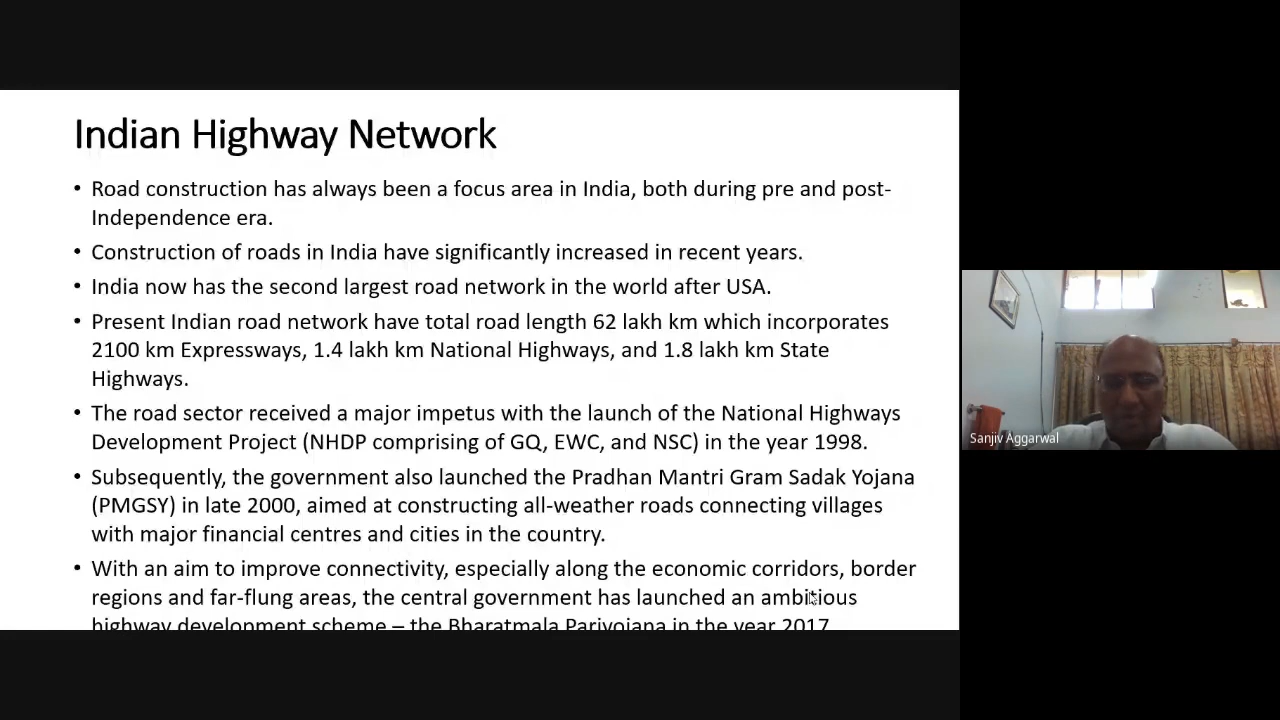 Indian Highway Network
• Road construction has always been a focus area in India, both during pre and post-
Independence era.
• Construction of roads in India have significantly increased in recent years.
• India now has the second largest road network in the world after USA.
• Present Indian road network have total road length 62 lakh km which incorporates
2100 km Expressways, 1.4 lakh km National Highways, and 1.8 lakh km State
Highways.
• The road sector received a major impetus with the launch of the National Highways
Development Project (NHDP comprising of GQ, EWC, and NSC) in the year 1998.
• Subsequently, the government also launched the Pradhan Mantri Gram Sadak Yojana
(PMGSY) in late 2000, aimed at constructing all-weather roads connecting villages
with major financial centres and cities in the country.
• With an aim to improve connectivity, especially along the economic corridors, border
regions and far-flung areas, the central government has launched an ambitious
highway development scheme – the Bharatmala Pariyojana in the year 2017
Sanjiv Aggarwal